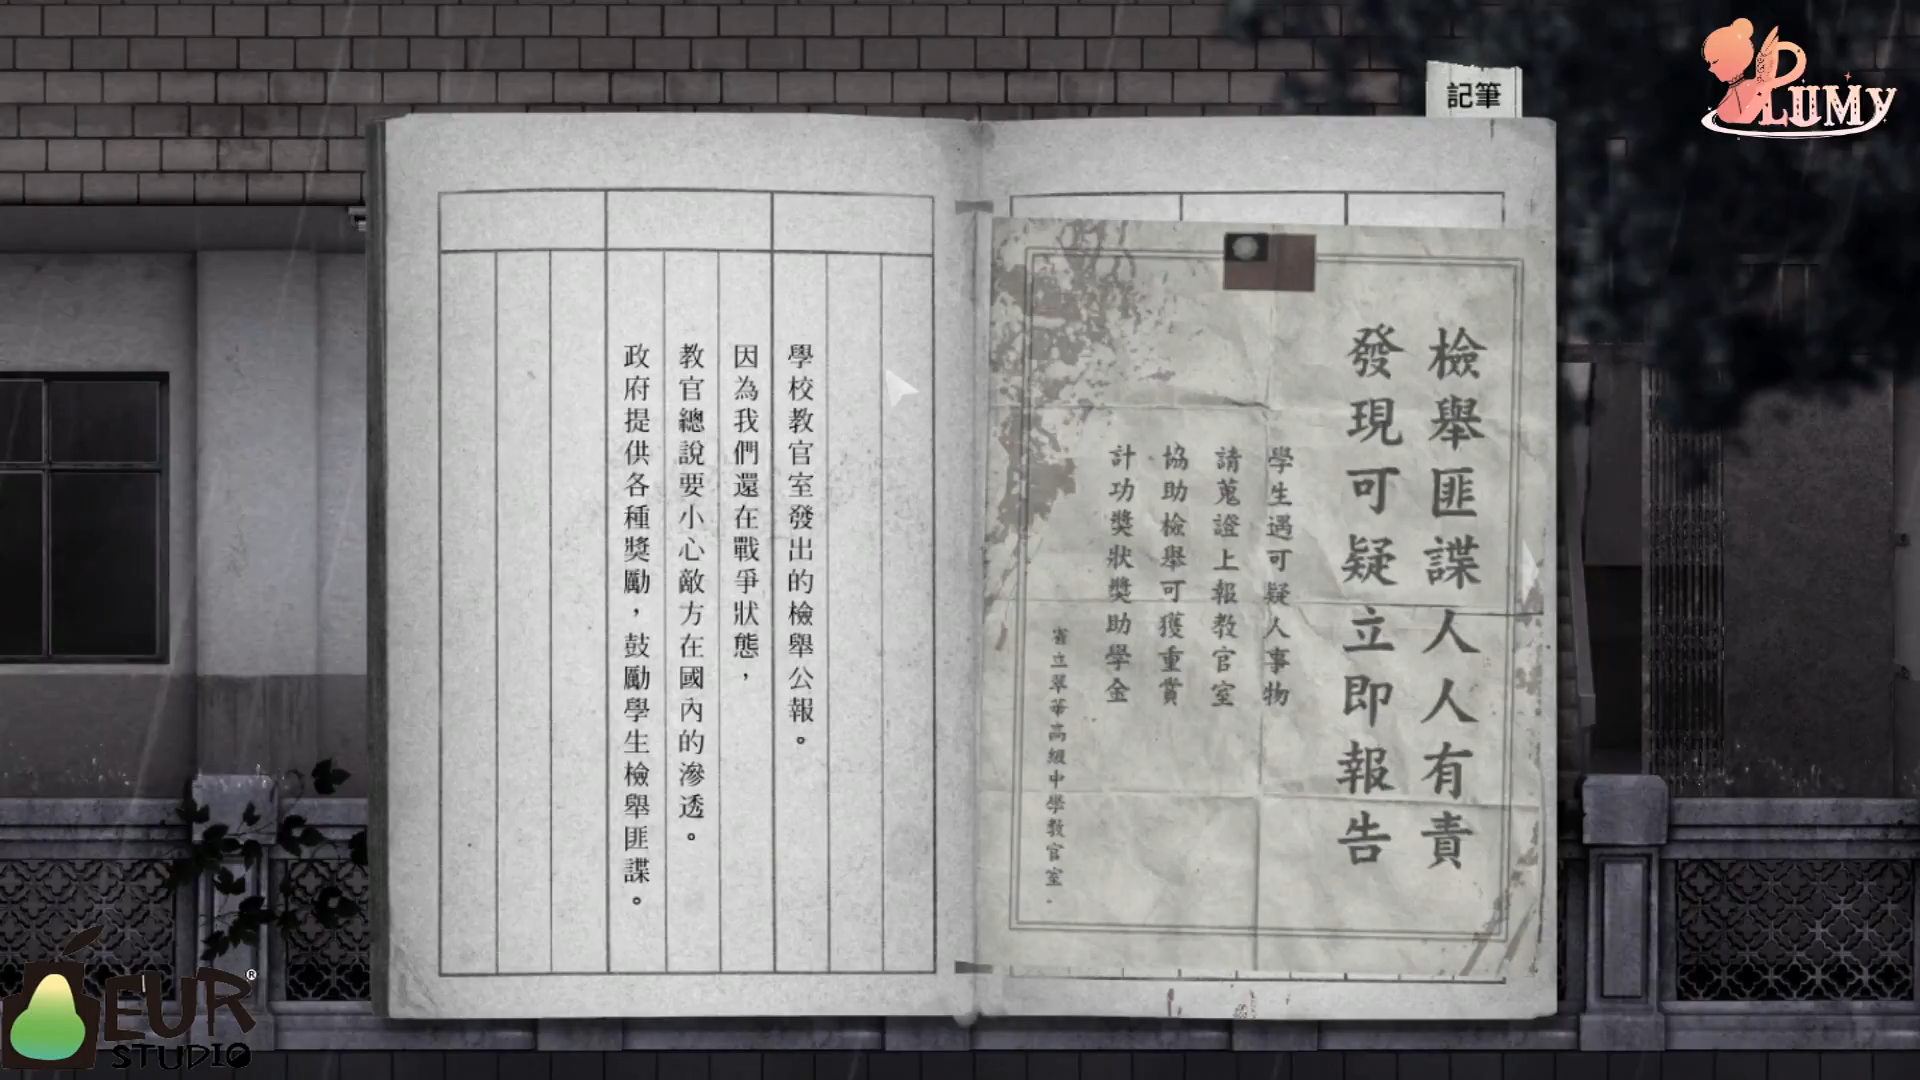 記筆
檢舉匪諜人人有責
發現可疑立即報告
學生遇可疑人事物
請蒐證上報教官室
協助檢舉可獲重賞
計功獎狀獎助學金
省立翠華高級中學教官室
學校教官室發出的檢舉公報。
因為我們還在戰爭狀態，
教官總說要小心敵方在國內的滲透。
政府提供各種獎勵，鼓勵學生檢舉匪諜。
PLUMy
EUR®
STUDIO